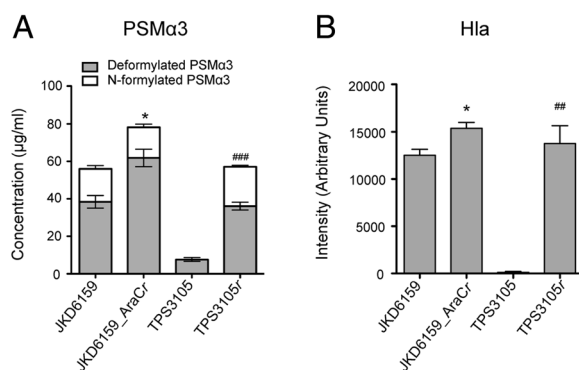 A
PSMα3
Deformylated PSMα3
N-formylated PSMα3
Concentration (µg/ml)
100
80
60
40
20
0
*
###
JKD6159
JKD6159_AraCr
TPS3105
TPS3105r
B
Hla
Intensity (Arbitrary Units)
20000
15000
10000
5000
0
*
##
JKD6159
JKD6159_AraCr
TPS3105
TPS3105r